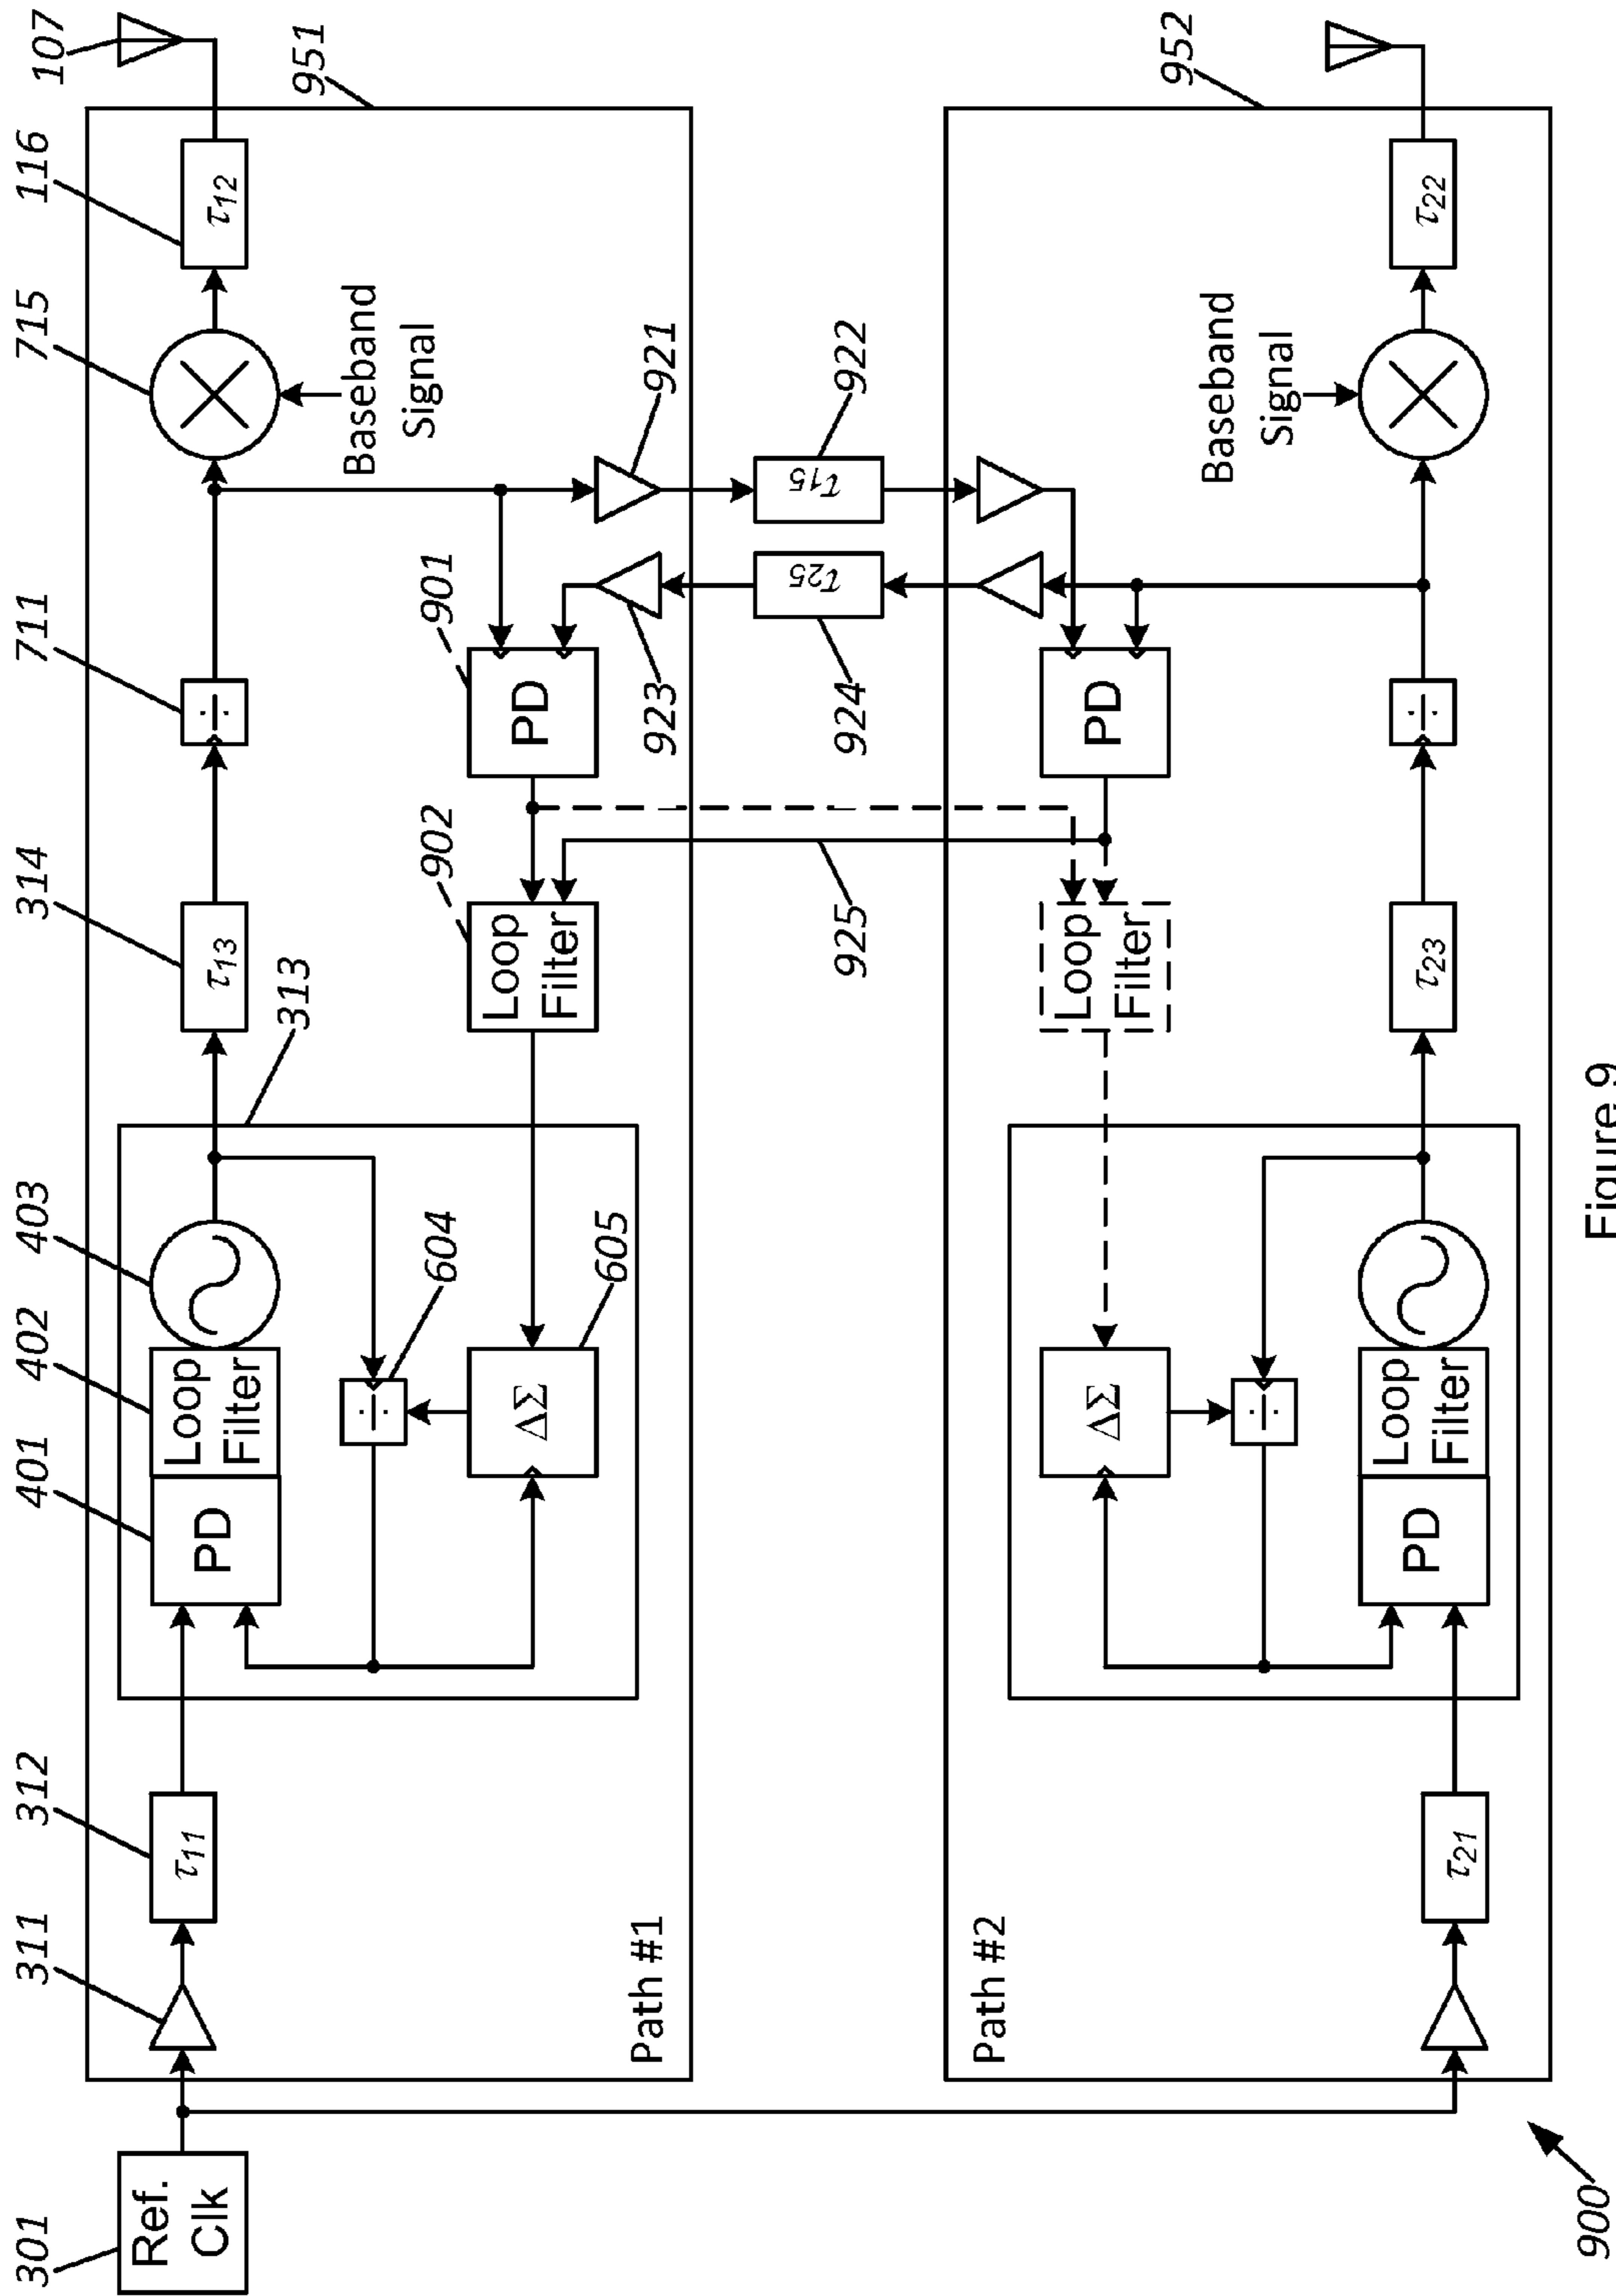 301
311
312
401
402
403
314
711
715
116
107
Ref.
Clk
τ11
PD
Loop
Filter
τ13
÷
τ12
313
951
÷
604
Baseband
Signal
ΔΣ
605
Loop
Filter
902
PD
901
921
923
Path #1
τ25
τ15
922
924
925
Path #2
952
ΔΣ
Loop
Filter
PD
÷
Baseband
Signal
PD
Loop
Filter
τ21
τ23
÷
τ22
900
Figure 9